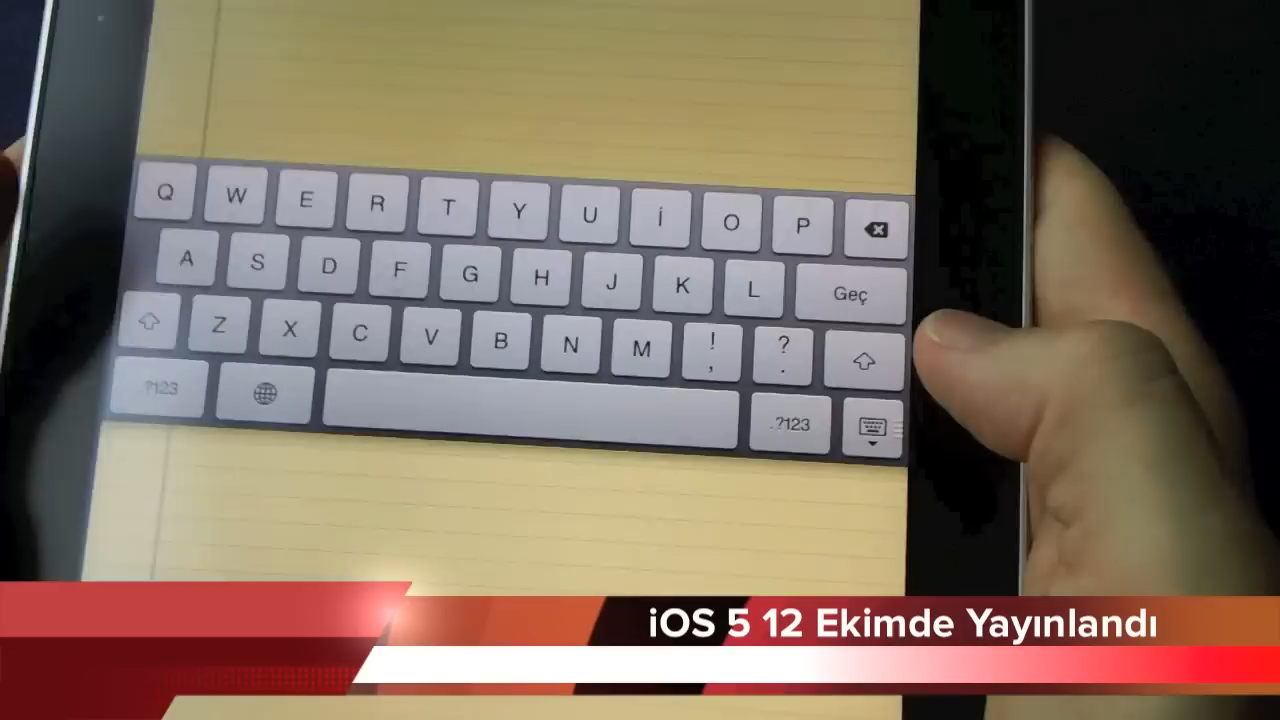 Q W E R T Y U İ O P
A S D F G H J K L Geç
Z X C V B N M ! , ? .
.?123 .?123
iOS 5 12 Ekimde Yayınlandı